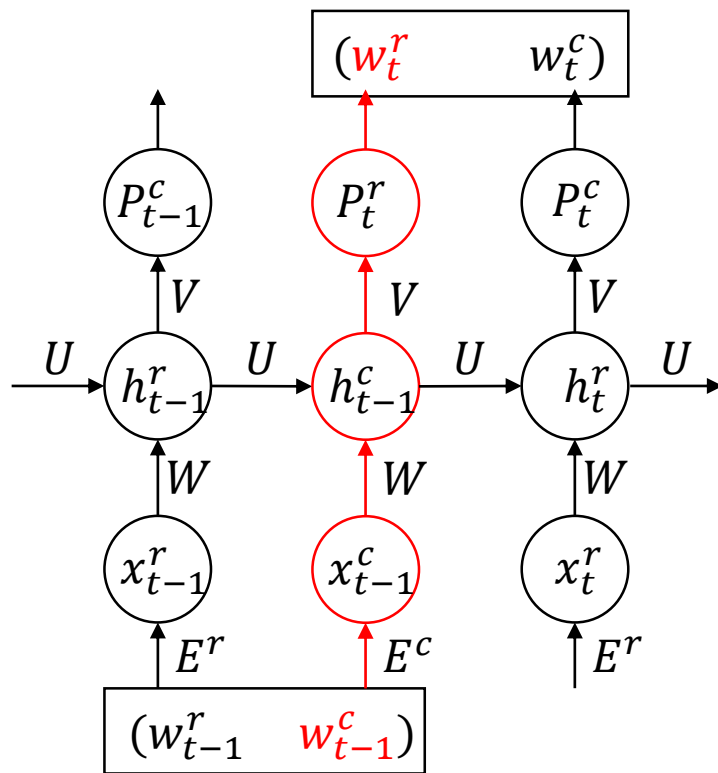 (w_t^r w_t^c)
P_{t-1}^c P_t^r P_t^c
V V V
U U U U
h_{t-1}^r h_{t-1}^c h_t^r
W W W
x_{t-1}^r x_{t-1}^c x_t^r
E^r E^c E^r
(w_{t-1}^r w_{t-1}^c)